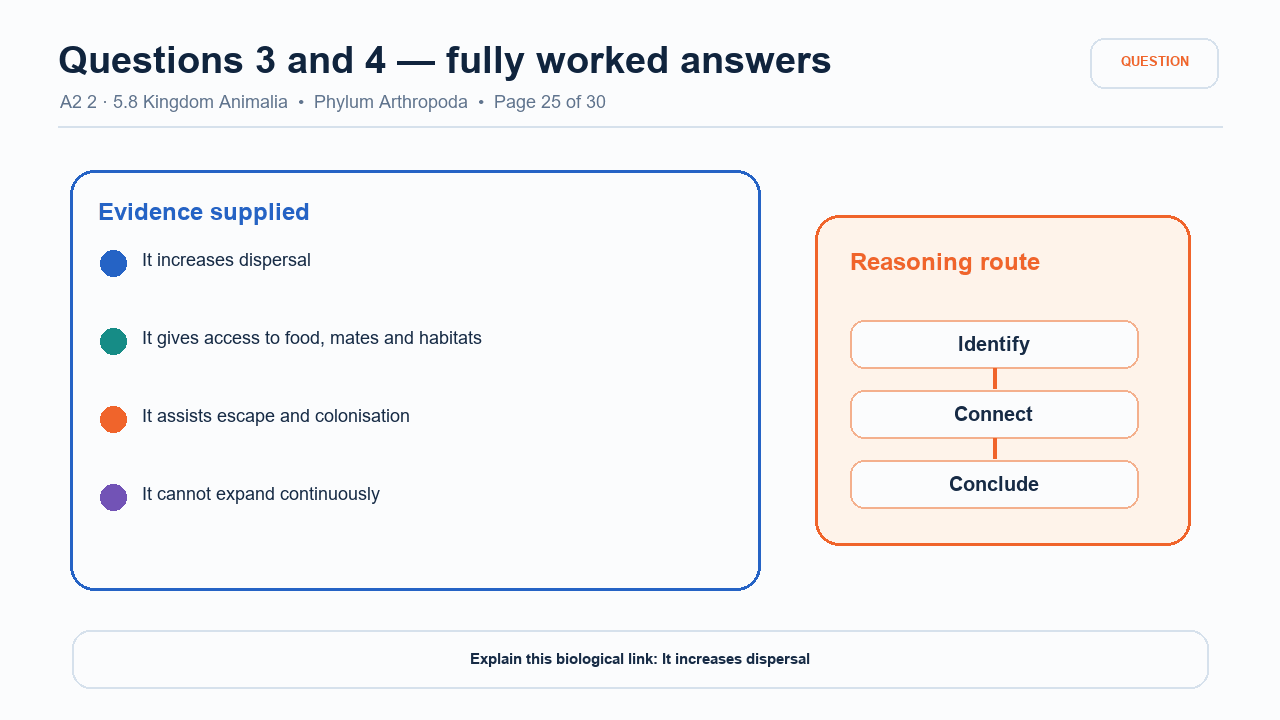 Questions 3 and 4 — fully worked answers
QUESTION
A2 2 · 5.8 Kingdom Animalia • Phylum Arthropoda • Page 25 of 30
Evidence supplied
It increases dispersal
It gives access to food, mates and habitats
It assists escape and colonisation
It cannot expand continuously
Reasoning route
Identify
Connect
Conclude
Explain this biological link: It increases dispersal